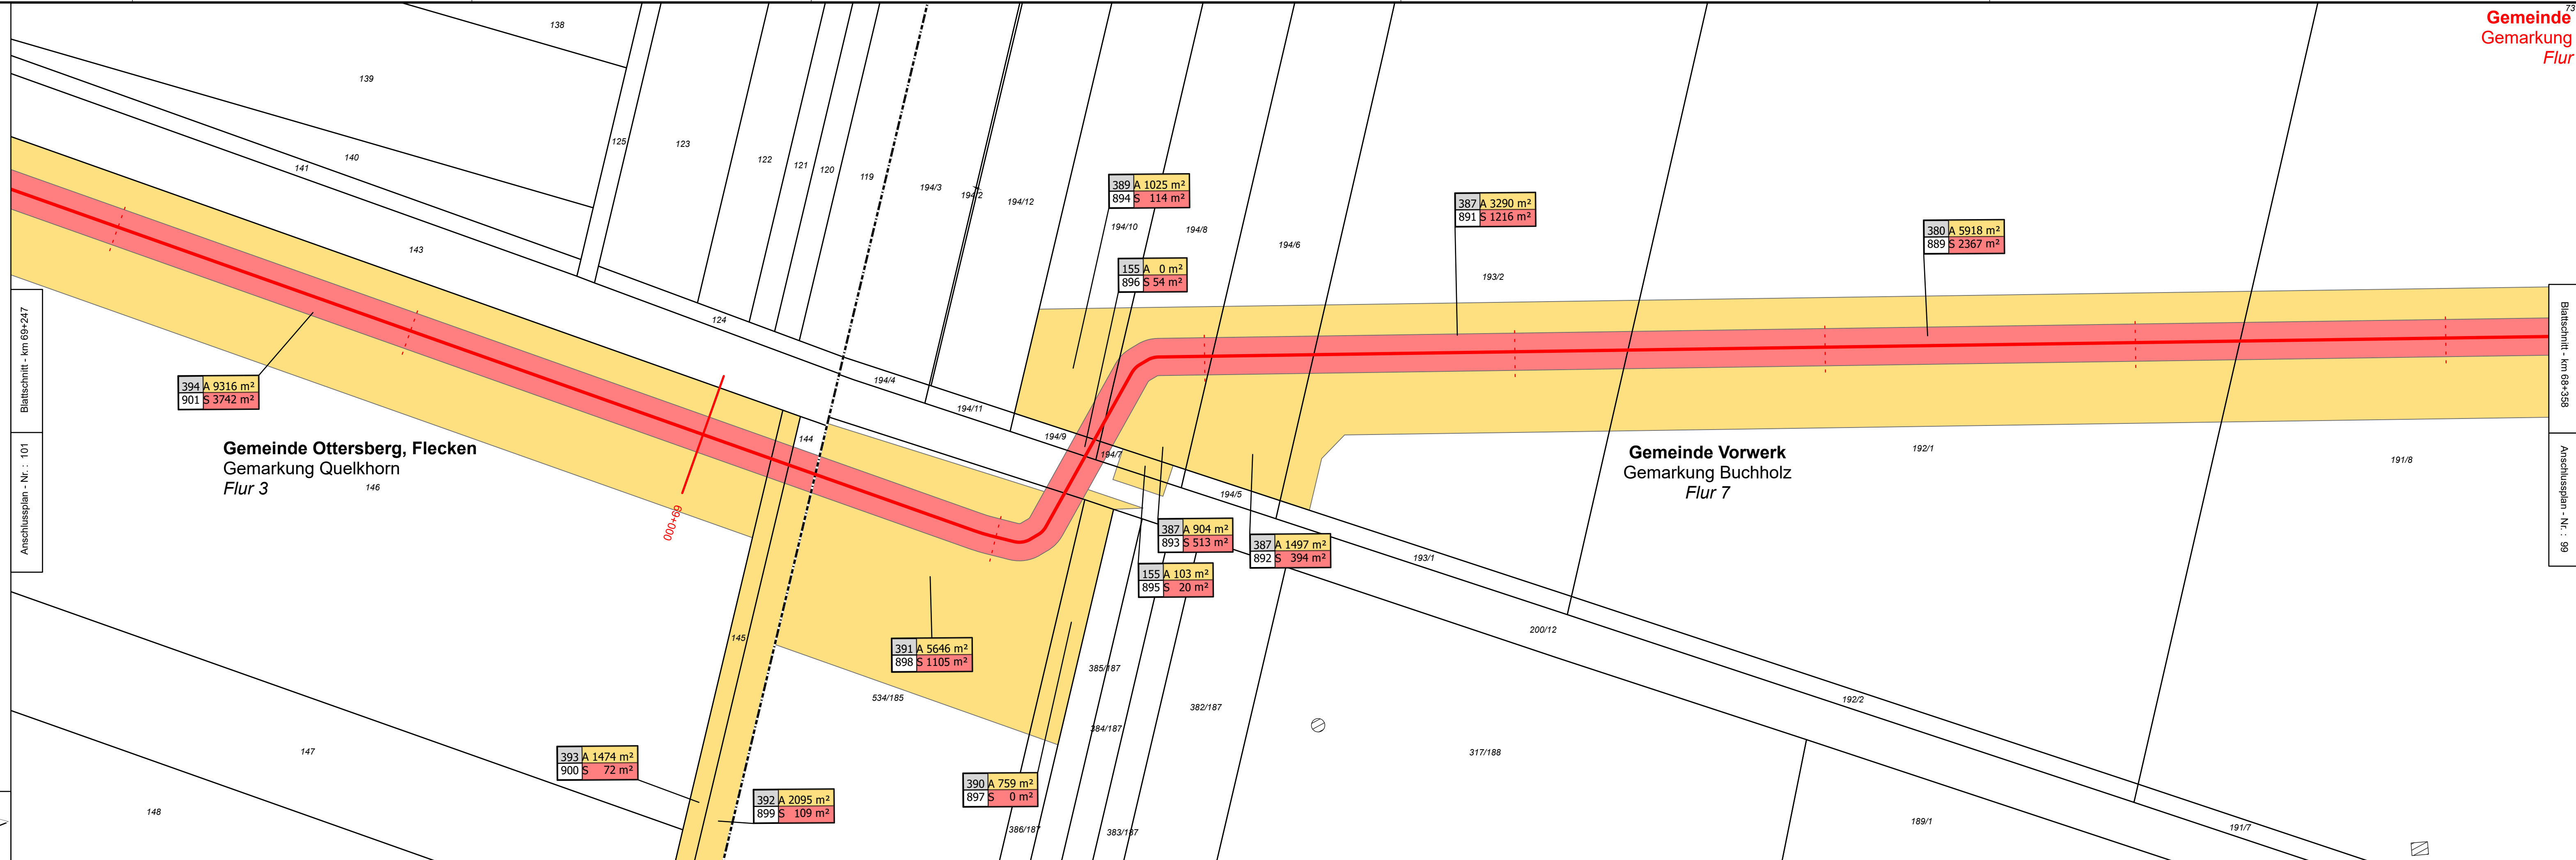 73
Gemeinde
Gemarkung
Flur
138
139
140
141
125
123
122
121
120
119
194/3
194/2
194/12
143
124
194/4
194/11
194/9
194/7
194/10
194/8
194/6
194/5
193/2
193/1
192/1
192/2
191/8
191/7
389 A 1025 m²
894 S 114 m²
155 A 0 m²
896 S 54 m²
387 A 3290 m²
891 S 1216 m²
380 A 5918 m²
889 S 2367 m²
Blattschnitt - km 69+247
Anschlussplan - Nr. : 101
Blattschnitt - km 68+358
Anschlussplan - Nr. : 99
394 A 9316 m²
901 S 3742 m²
Gemeinde Ottersberg, Flecken
Gemarkung Quelkhorn
Flur 3
146
69+000
144
145
Gemeinde Vorwerk
Gemarkung Buchholz
Flur 7
387 A 904 m²
893 S 513 m²
387 A 1497 m²
892 S 394 m²
155 A 103 m²
895 S 20 m²
391 A 5646 m²
898 S 1105 m²
534/185
385/187
384/187
382/187
200/12
317/188
189/1
147
148
393 A 1474 m²
900 S 72 m²
392 A 2095 m²
899 S 109 m²
390 A 759 m²
897 S 0 m²
386/187
383/187